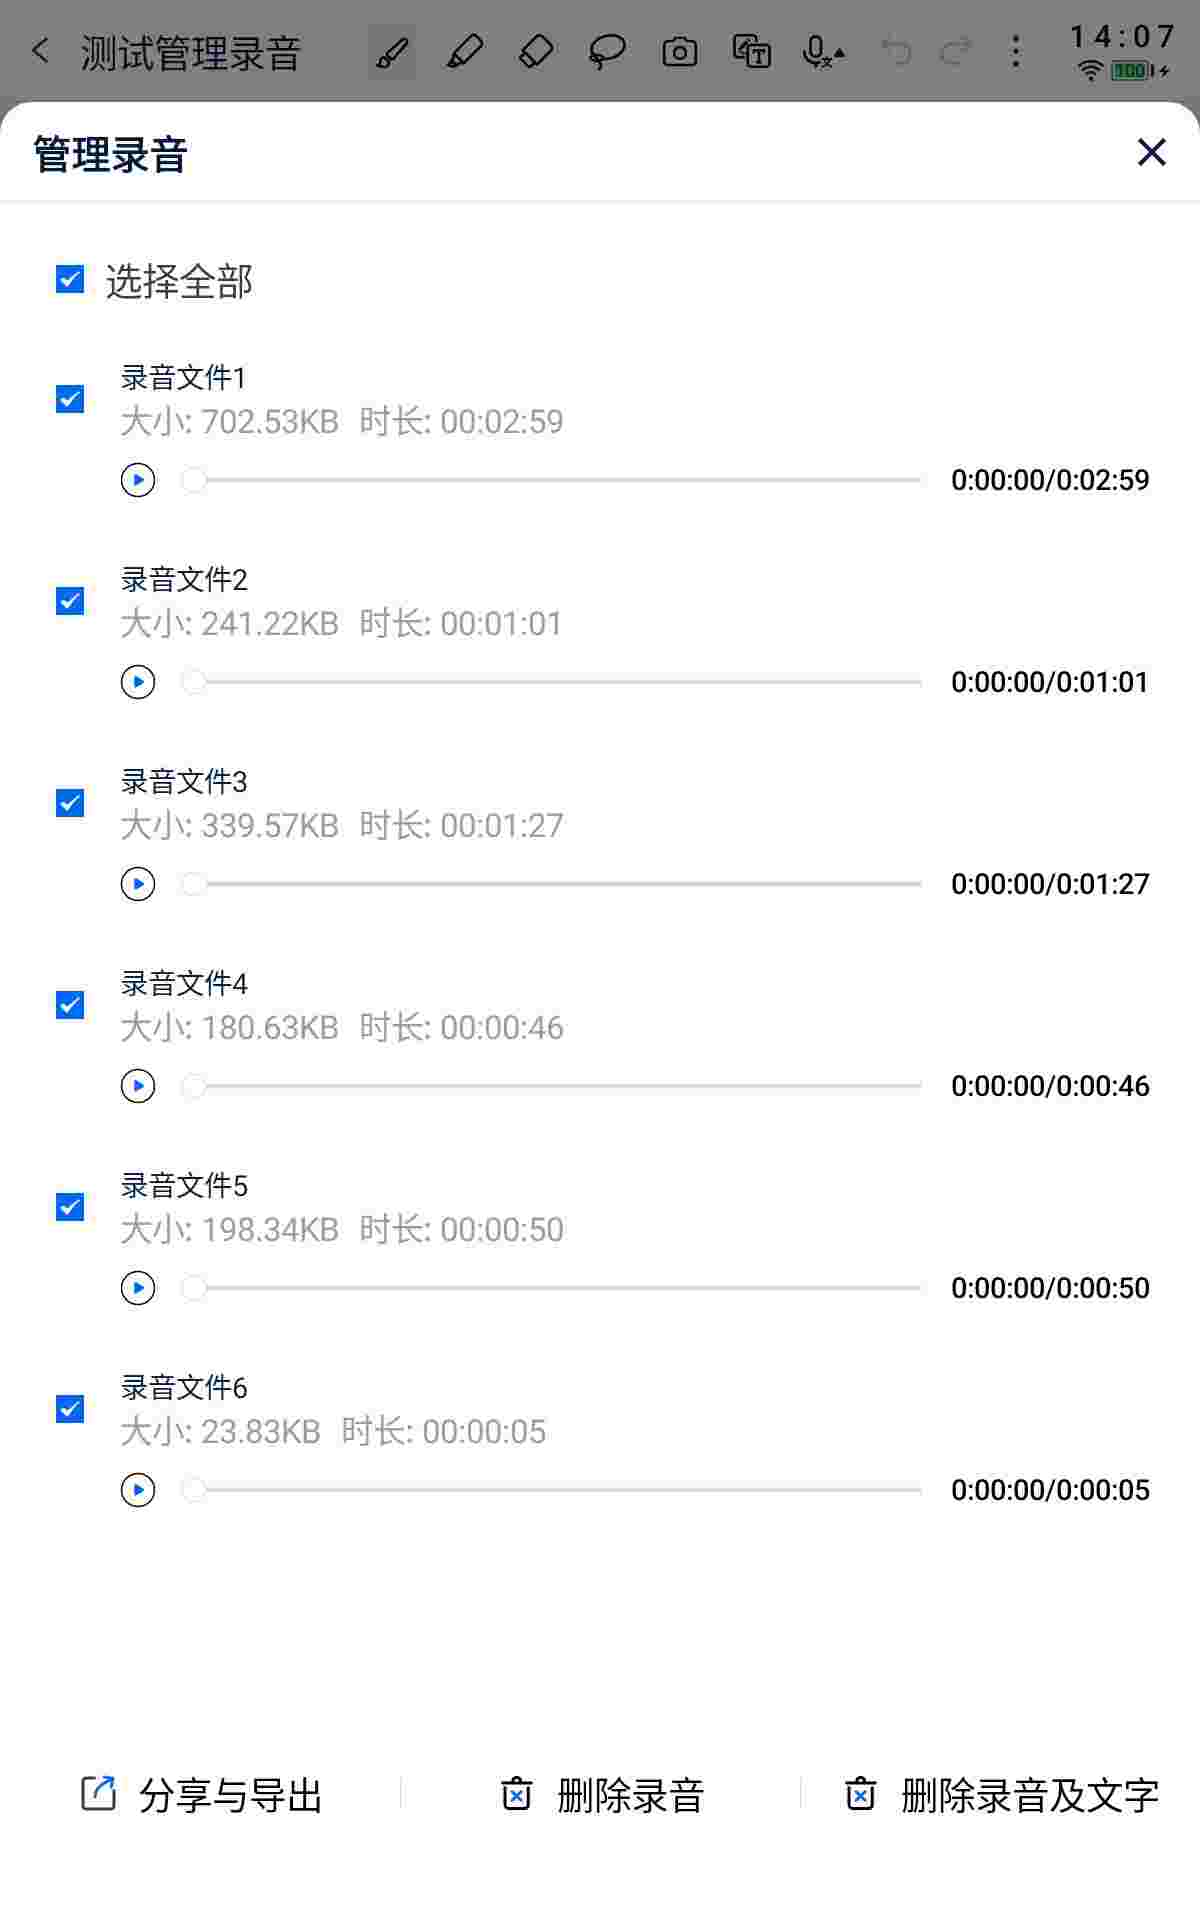 测试管理录音
14:07
100
管理录音
选择全部
录音文件1
大小: 702.53KB 时长: 00:02:59
0:00:00/0:02:59
录音文件2
大小: 241.22KB 时长: 00:01:01
0:00:00/0:01:01
录音文件3
大小: 339.57KB 时长: 00:01:27
0:00:00/0:01:27
录音文件4
大小: 180.63KB 时长: 00:00:46
0:00:00/0:00:46
录音文件5
大小: 198.34KB 时长: 00:00:50
0:00:00/0:00:50
录音文件6
大小: 23.83KB 时长: 00:00:05
0:00:00/0:00:05
分享与导出 删除录音 删除录音及文字